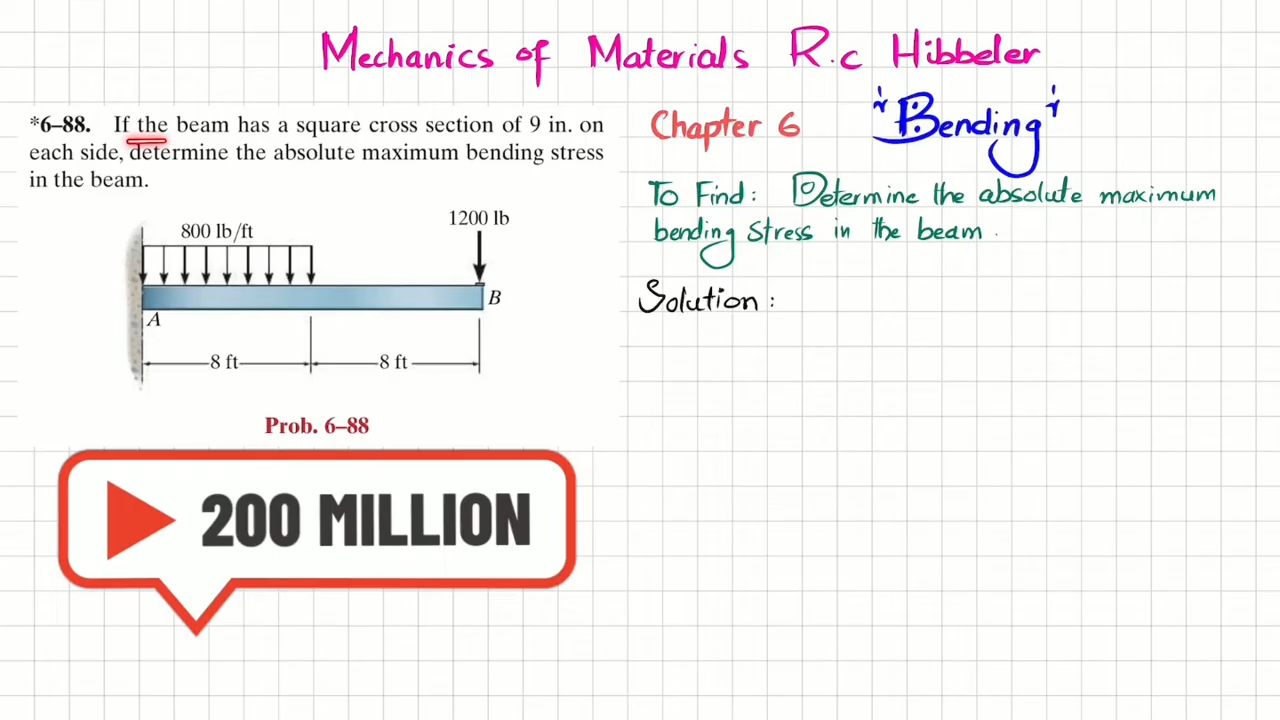 Mechanics of Materials R.c Hibbeler
*6–88. If the beam has a square cross section of 9 in. on
each side, determine the absolute maximum bending stress
in the beam.
800 lb/ft
1200 lb
A
B
8 ft
8 ft
Prob. 6–88
200 MILLION
Chapter 6 "Bending"
To Find: Determine the absolute maximum
bending stress in the beam.
Solution: